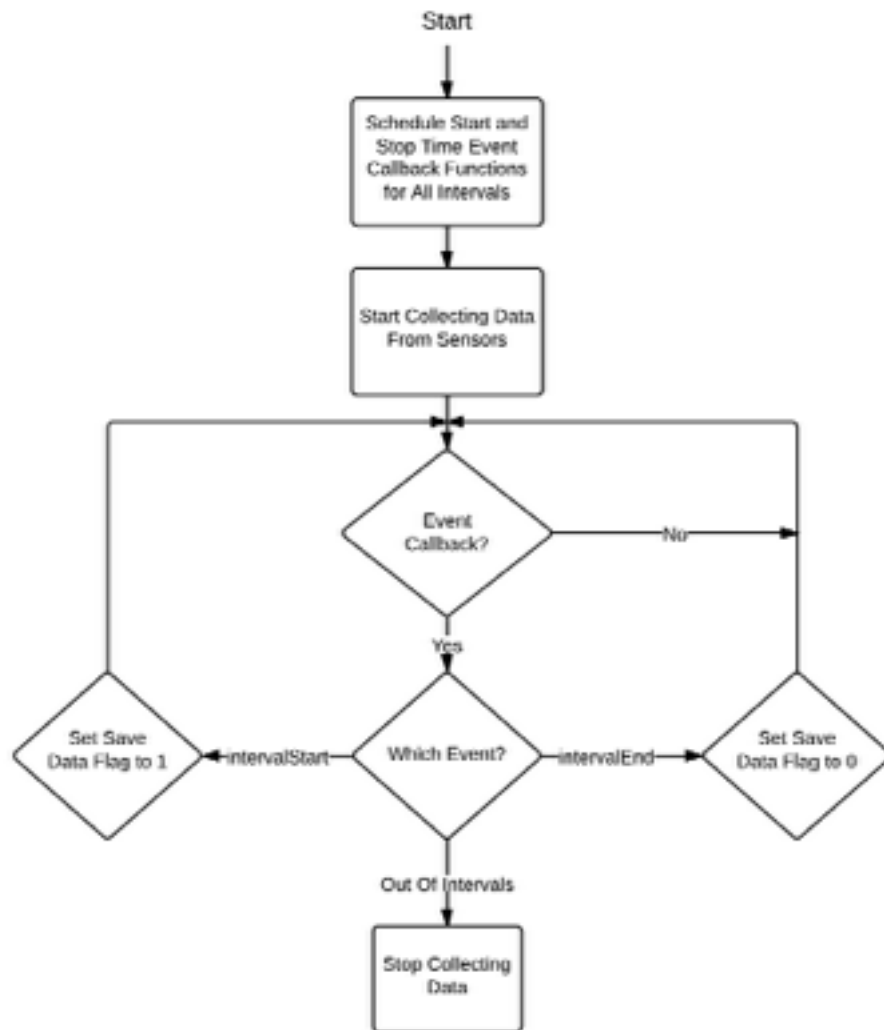 Start
Schedule Start and
Stop Time Event
Callback Functions
for All Intervals
Start Collecting Data
From Sensors
Event
Callback?
No
Yes
Set Save
Data Flag to 1
intervalStart
Which Event?
intervalEnd
Set Save
Data Flag to 0
Out Of Intervals
Stop Collecting
Data